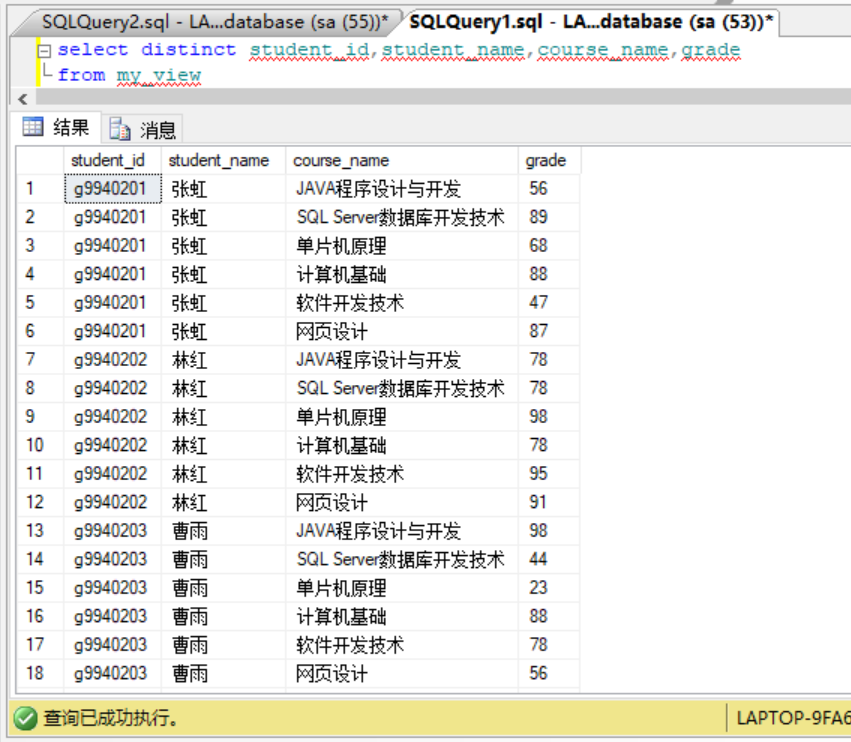 SQLQuery2.sql - LA...database (sa (55))* SQLQuery1.sql - LA...database (sa (53))*
select distinct student_id,student_name,course_name,grade
from my_view
结果 消息
student_id student_name course_name grade
1 g9940201 张虹 JAVA程序设计与开发 56
2 g9940201 张虹 SQL Server数据库开发技术 89
3 g9940201 张虹 单片机原理 68
4 g9940201 张虹 计算机基础 88
5 g9940201 张虹 软件开发技术 47
6 g9940201 张虹 网页设计 87
7 g9940202 林红 JAVA程序设计与开发 78
8 g9940202 林红 SQL Server数据库开发技术 78
9 g9940202 林红 单片机原理 98
10 g9940202 林红 计算机基础 78
11 g9940202 林红 软件开发技术 95
12 g9940202 林红 网页设计 91
13 g9940203 曹雨 JAVA程序设计与开发 98
14 g9940203 曹雨 SQL Server数据库开发技术 44
15 g9940203 曹雨 单片机原理 23
16 g9940203 曹雨 计算机基础 88
17 g9940203 曹雨 软件开发技术 78
18 g9940203 曹雨 网页设计 56
查询已成功执行。 LAPTOP-9FA6